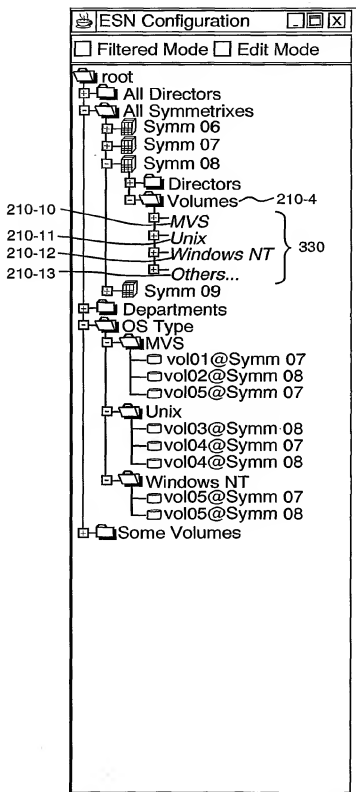 ESN Configuration
Filtered Mode Edit Mode
root
All Directors
All Symmetrixes
Symm 06
Symm 07
Symm 08
Directors
Volumes 210-4
210-10 MVS
210-11 Unix
210-12 Windows NT 330
210-13 Others...
Symm 09
Departments
OS Type
MVS
vol01@Symm 07
vol02@Symm 08
vol05@Symm 07
Unix
vol03@Symm 08
vol04@Symm 07
vol04@Symm 08
Windows NT
vol05@Symm 07
vol05@Symm 08
Some Volumes